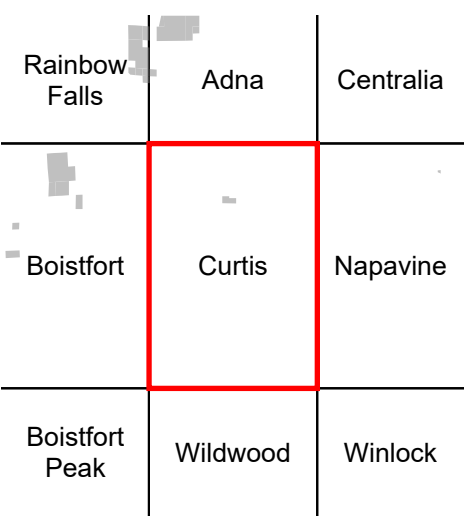 Rainbow
Falls
Adna
Centralia
Boistfort
Curtis
Napavine
Boistfort
Peak
Wildwood
Winlock